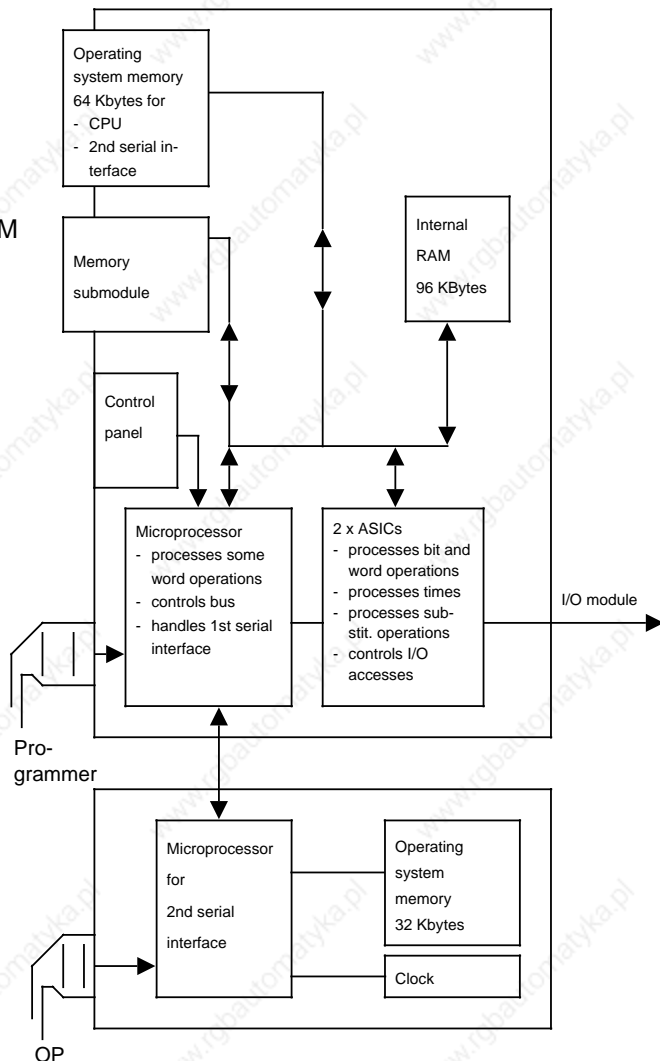 Operating
system memory
64 Kbytes for
- CPU
- 2nd serial in-
terface
M
Memory
submodule
Internal
RAM
96 KBytes
Control
panel
Microprocessor
- processes some
word operations
- controls bus
- handles 1st serial
interface
2 x ASICs
- processes bit and
word operations
- processes times
- processes sub-
stit. operations
- controls I/O
accesses
I/O module
Pro-
grammer
Microprocessor
for
2nd serial
interface
Operating
system
memory
32 Kbytes
Clock
OP
www.rgbautomatyka.pl